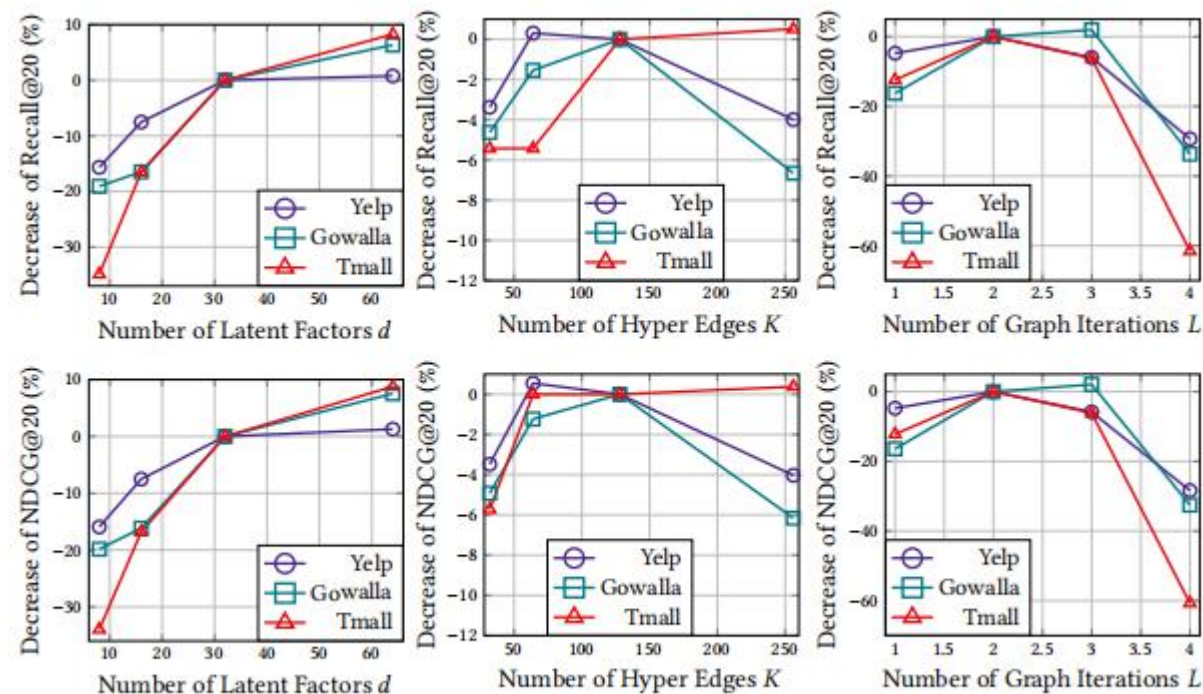 Decrease of Recall@20 (%)
10
0
−10
−20
−30
10 20 30 40 50 60
Number of Latent Factors d
Yelp
Gowalla
Tmall
Decrease of Recall@20 (%)
0
−2
−4
−6
−8
−10
−12
50 100 150 200 250
Number of Hyper Edges K
Yelp
Gowalla
Tmall
Decrease of Recall@20 (%)
0
−20
−40
−60
1 1.5 2 2.5 3 3.5 4
Number of Graph Iterations L
Yelp
Gowalla
Tmall
Decrease of NDCG@20 (%)
10
0
−10
−20
−30
10 20 30 40 50 60
Number of Latent Factors d
Yelp
Gowalla
Tmall
Decrease of NDCG@20 (%)
0
−2
−4
−6
−8
−10
−12
50 100 150 200 250
Number of Hyper Edges K
Yelp
Gowalla
Tmall
Decrease of NDCG@20 (%)
0
−20
−40
−60
1 1.5 2 2.5 3 3.5 4
Number of Graph Iterations L
Yelp
Gowalla
Tmall